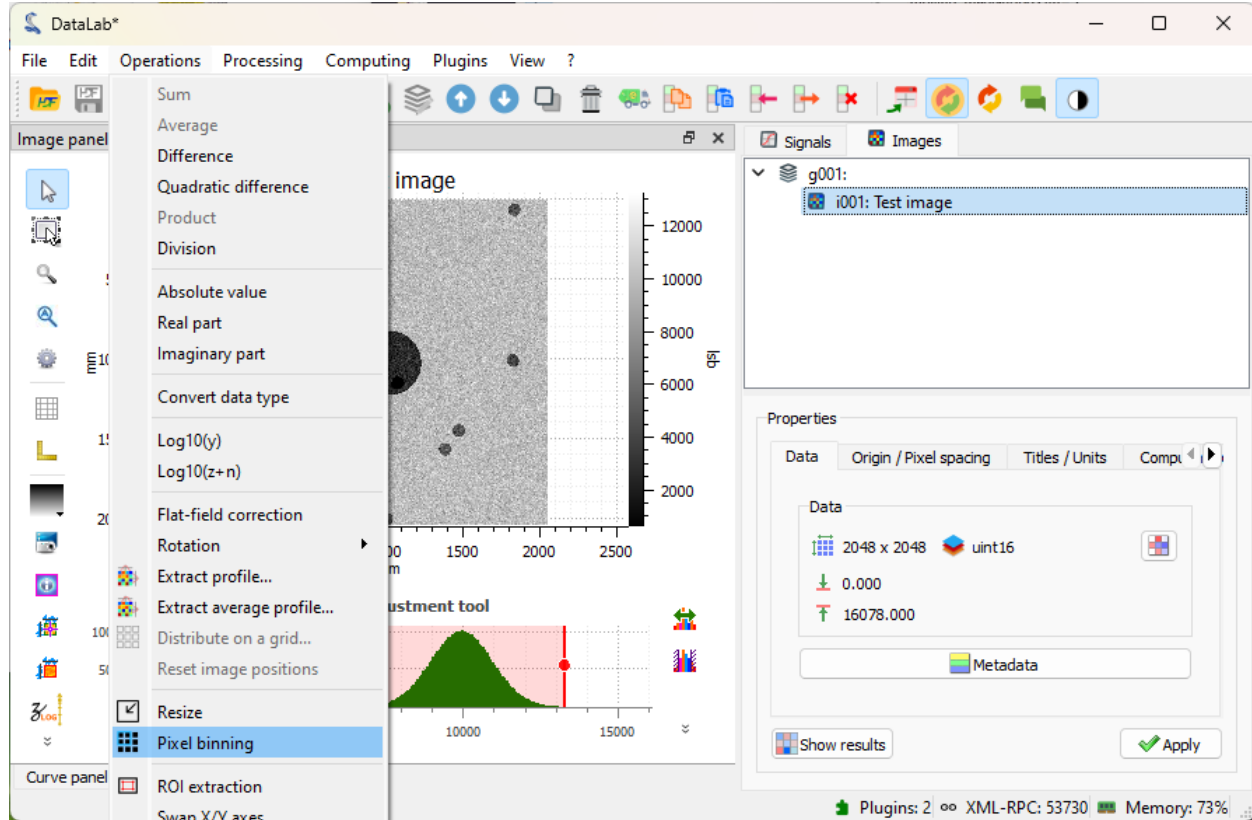 DataLab*
File Edit Operations Processing Computing Plugins View ?
Image panel
Sum
Average
Difference
Quadratic difference
Product
Division
Absolute value
Real part
Imaginary part
Convert data type
Log10(y)
Log10(z+n)
Flat-field correction
Rotation
Extract profile...
Extract average profile...
Distribute on a grid...
Reset image positions
Resize
Pixel binning
ROI extraction
Swap X/Y axes
image
mm
12000
10000
8000
6000
4000
2000
lsb
1500 2000 2500
10000 15000
Curve panel
Signals Images
g001:
i001: Test image
Properties
Data Origin / Pixel spacing Titles / Units
Data
2048 x 2048 uint16
0.000
16078.000
Metadata
Show results Apply
Plugins: 2 XML-RPC: 53730 Memory: 73%